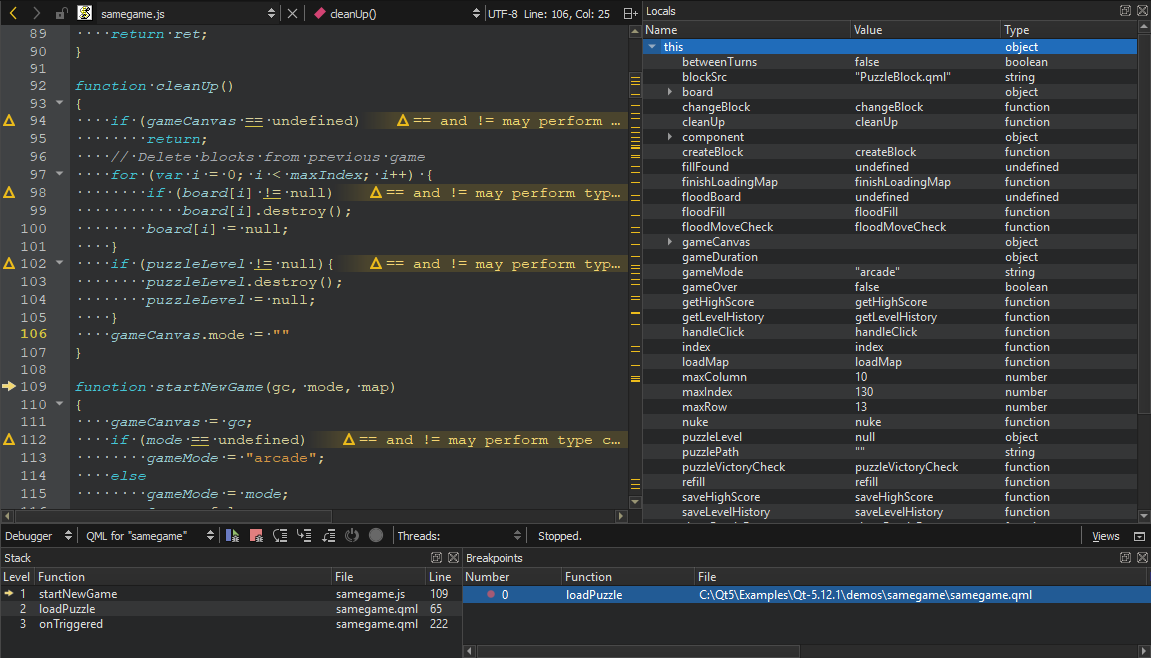 samegame.js cleanUp() UTF-8 Line: 106, Col: 25
89 ····return ret;
90 }
91
92 function·cleanUp()
93 {
94 ····if·(gameCanvas·==·undefined) == and != may perform …
95 ········return;
96 ····//·Delete·blocks·from·previous·game
97 ····for·(var·i·=·0;·i·<·maxIndex;·i++)·{
98 ········if·(board[i]·!=·null) == and != may perform typ…
99 ············board[i].destroy();
100 ········board[i]·=·null;
101 ····}
102 ····if·(puzzleLevel·!=·null){ == and != may perform typ…
103 ········puzzleLevel.destroy();
104 ········puzzleLevel·=·null;
105 ····}
106 ····gameCanvas.mode·=·""
107 }
108
109 function·startNewGame(gc,·mode,·map)
110 {
111 ····gameCanvas·=·gc;
112 ····if·(mode·==·undefined) == and != may perform type c…
113 ········gameMode·=·"arcade";
114 ····else
115 ········gameMode·=·mode;
Locals
Name Value Type
this object
betweenTurns false boolean
blockSrc "PuzzleBlock.qml" string
board object
changeBlock changeBlock function
cleanUp cleanUp function
component object
createBlock createBlock function
fillFound undefined undefined
finishLoadingMap finishLoadingMap function
floodBoard undefined undefined
floodFill floodFill function
floodMoveCheck floodMoveCheck function
gameCanvas object
gameDuration object
gameMode "arcade" string
gameOver false boolean
getHighScore getHighScore function
getLevelHistory getLevelHistory function
handleClick handleClick function
index index function
loadMap loadMap function
maxColumn 10 number
maxIndex 130 number
maxRow 13 number
nuke nuke function
puzzleLevel null object
puzzlePath "" string
puzzleVictoryCheck puzzleVictoryCheck function
refill refill function
saveHighScore saveHighScore function
saveLevelHistory saveLevelHistory function
Debugger QML for "samegame" Threads: Stopped. Views
Stack
Level Function File Line
1 startNewGame samegame.js 109
2 loadPuzzle samegame.qml 65
3 onTriggered samegame.qml 222
Breakpoints
Number Function File
0 loadPuzzle C:\Qt5\Examples\Qt-5.12.1\demos\samegame\samegame.qml